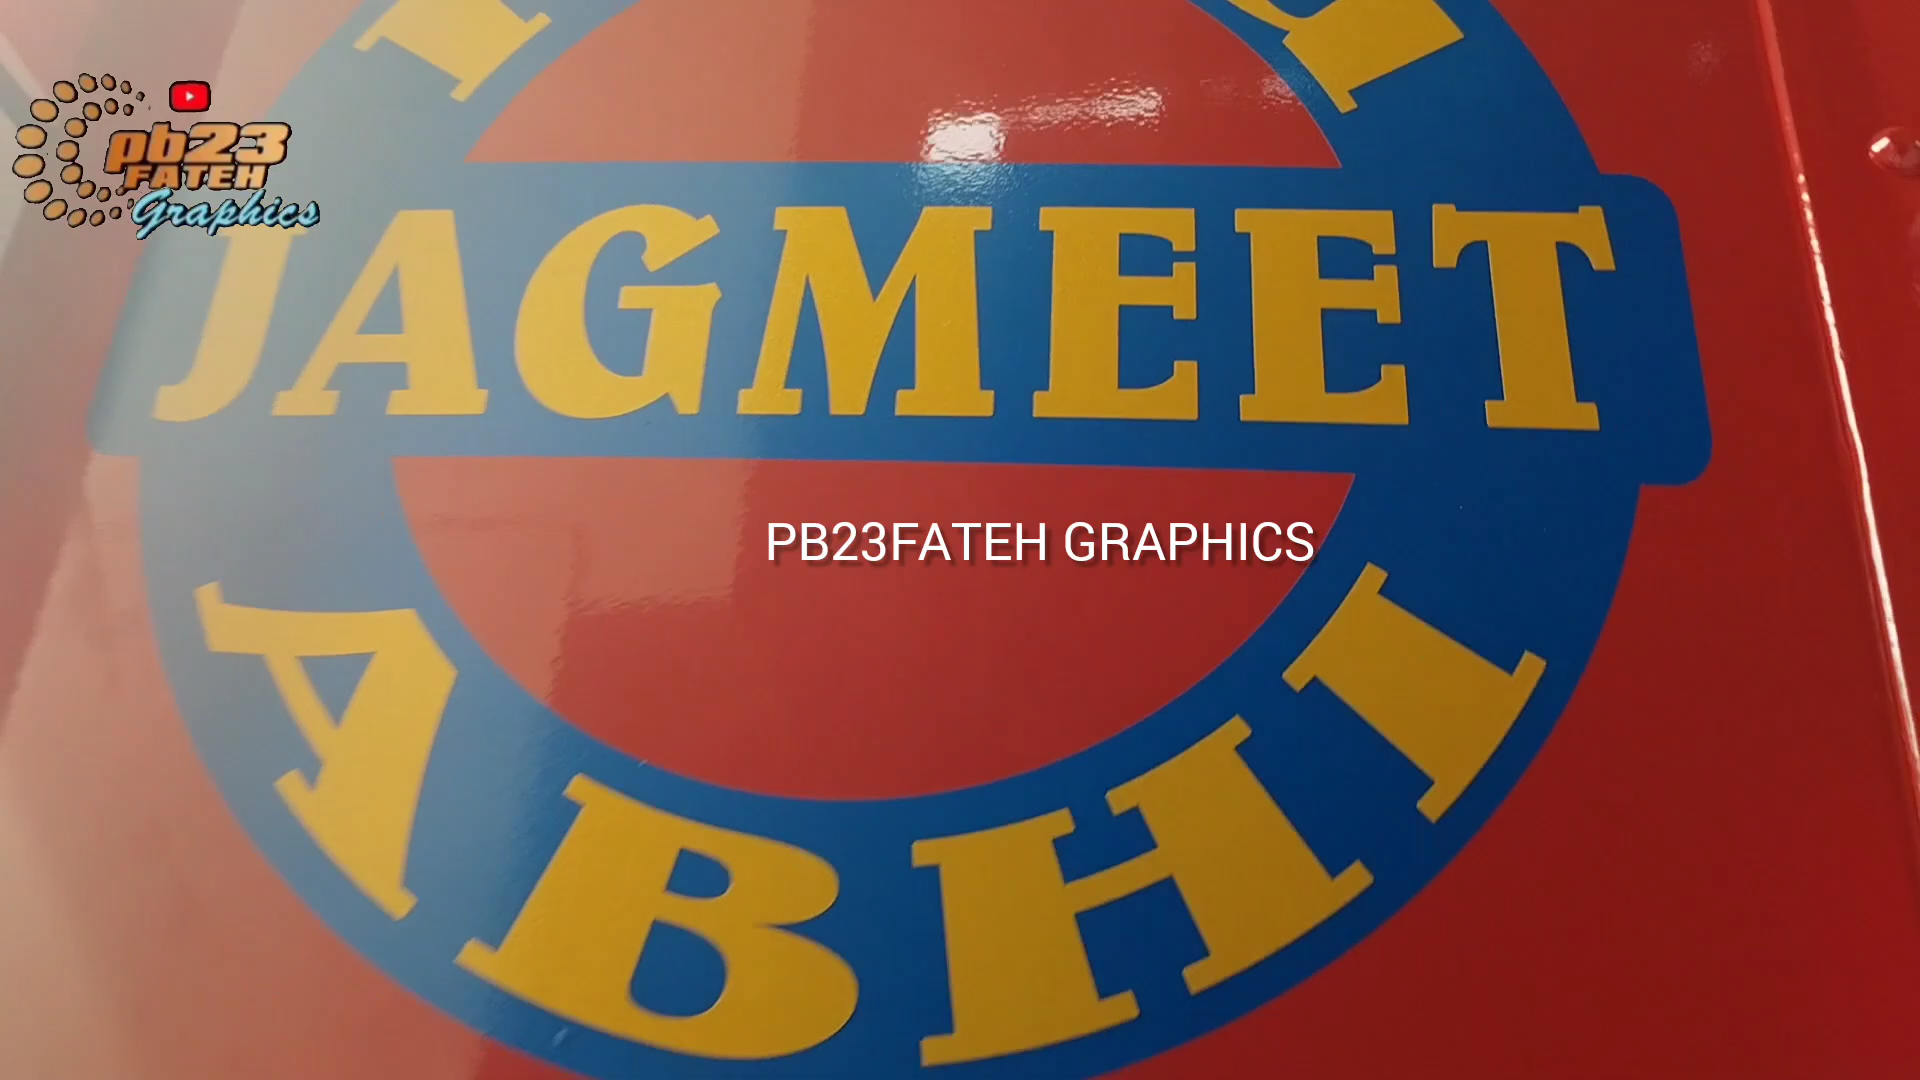 pb23
FATEH
Graphics
JAGMEET
PB23FATEH GRAPHICS
ABHI